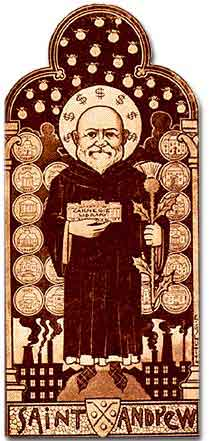 $ $ $ $ $ $ $
CARNEGIE
LIBRARY
SAINT ANDREW